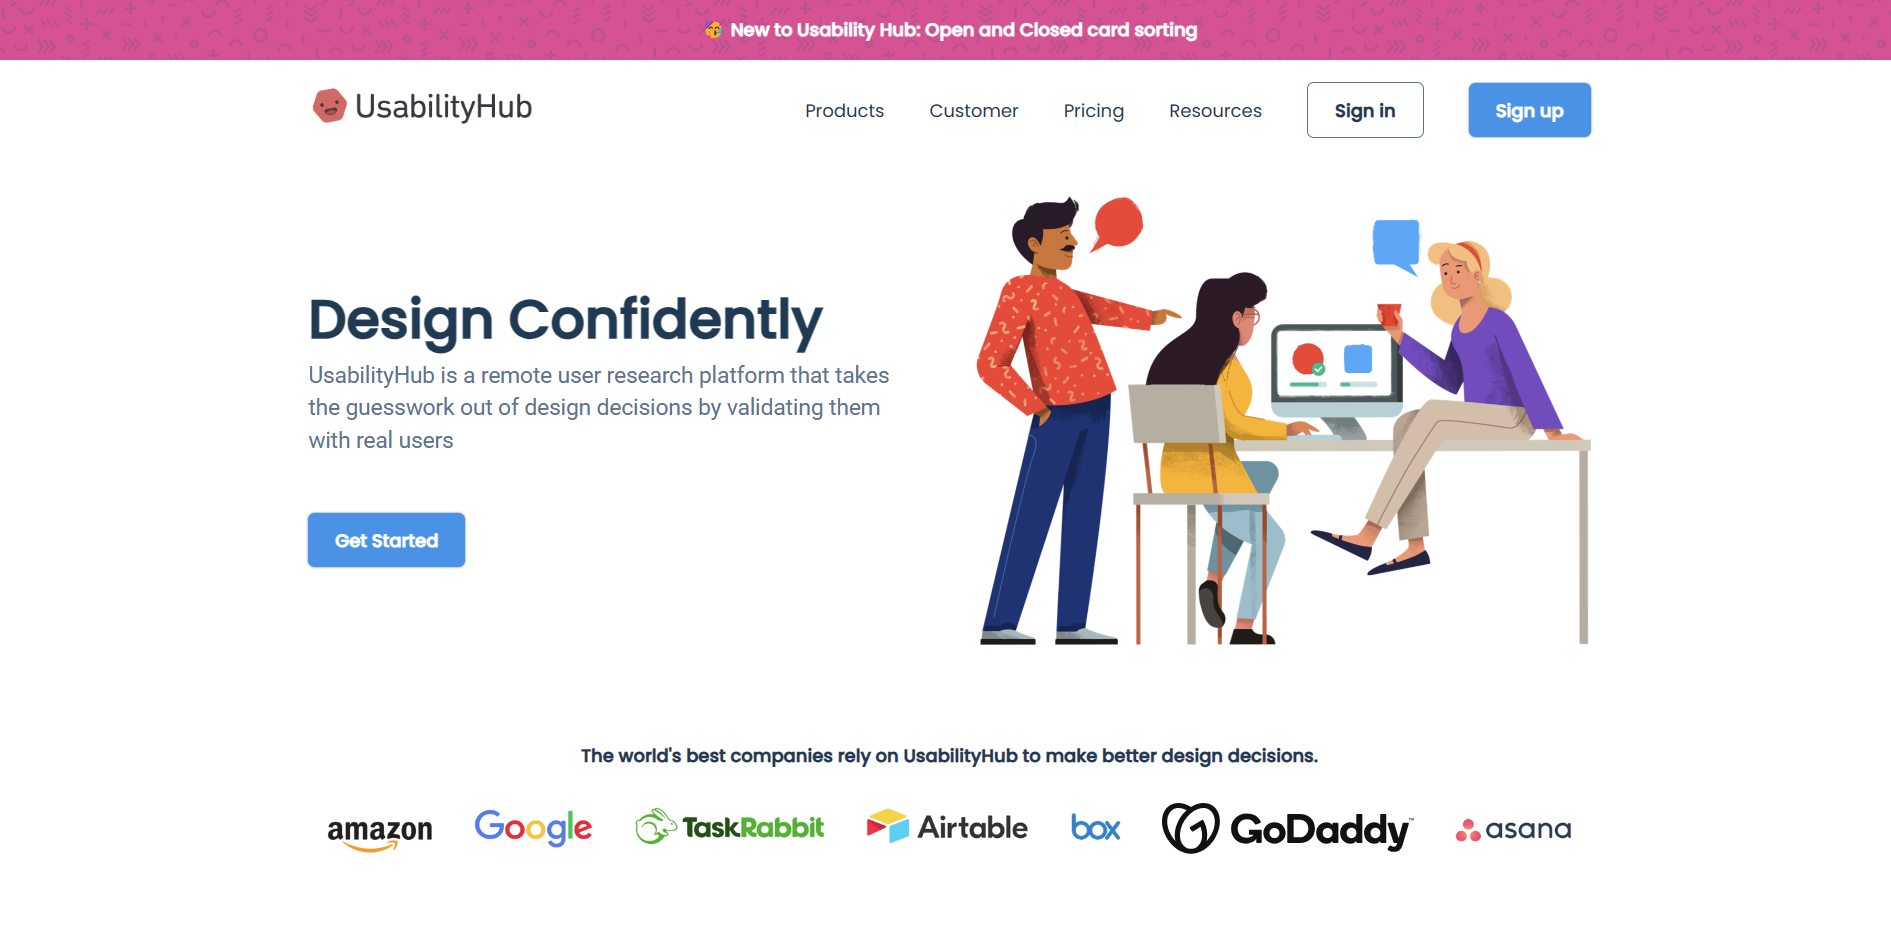 🥳 New to Usability Hub: Open and Closed card sorting
UsabilityHub
Products
Customer
Pricing
Resources
Sign in
Sign up
Design Confidently
UsabilityHub is a remote user research platform that takes
the guesswork out of design decisions by validating them
with real users
Get Started
The world's best companies rely on UsabilityHub to make better design decisions.
amazon
Google
TaskRabbit
Airtable
box
GoDaddy™
asana